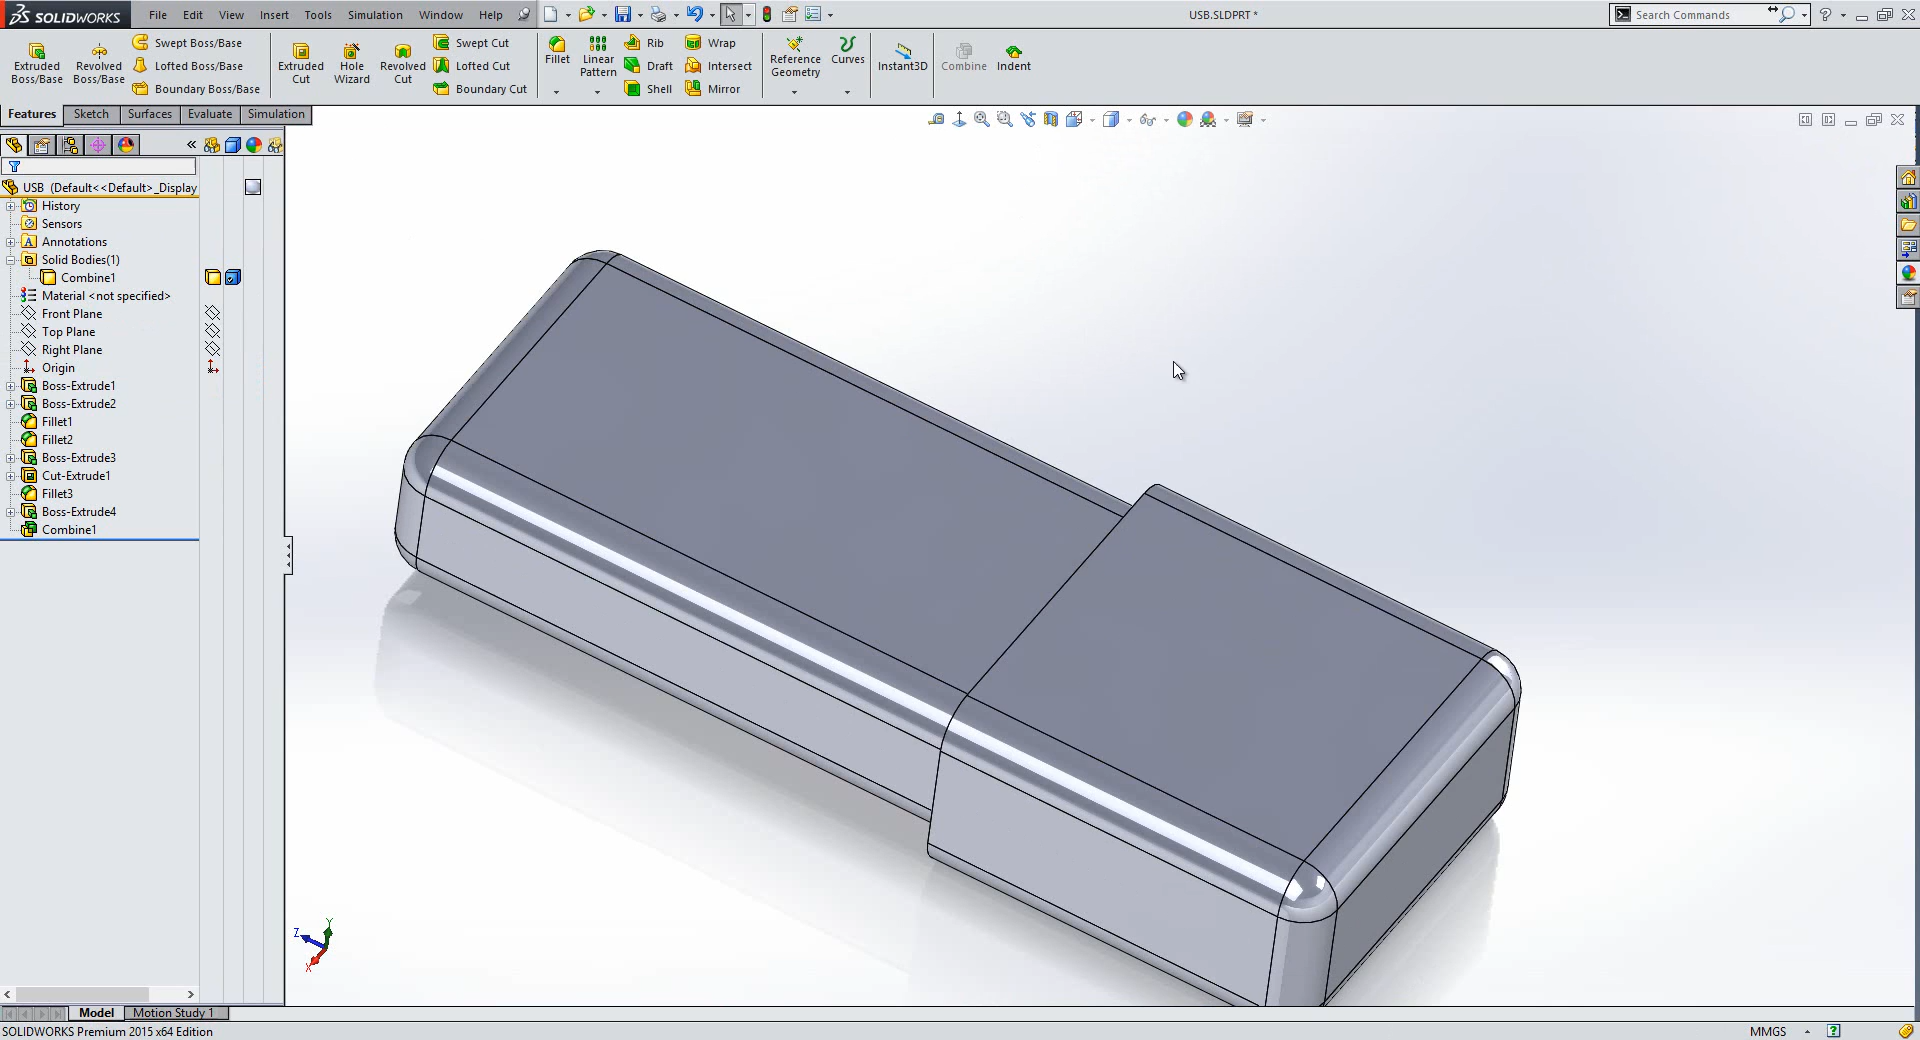 SOLIDWORKS File Edit View Insert Tools Simulation Window Help USB.SLDPRT * Search Commands
Extruded Boss/Base
Revolved Boss/Base
Swept Boss/Base
Lofted Boss/Base
Boundary Boss/Base
Extruded Cut
Hole Wizard
Revolved Cut
Swept Cut
Lofted Cut
Boundary Cut
Fillet
Linear Pattern
Rib
Draft
Shell
Wrap
Intersect
Mirror
Reference Geometry
Curves
Instant3D
Combine
Indent
Features Sketch Surfaces Evaluate Simulation
USB (Default<<Default>_Display
History
Sensors
Annotations
Solid Bodies(1)
Combine1
Material <not specified>
Front Plane
Top Plane
Right Plane
Origin
Boss-Extrude1
Boss-Extrude2
Fillet1
Fillet2
Boss-Extrude3
Cut-Extrude1
Fillet3
Boss-Extrude4
Combine1
Y
Z
X
Model Motion Study 1
SOLIDWORKS Premium 2015 x64 Edition MMGS